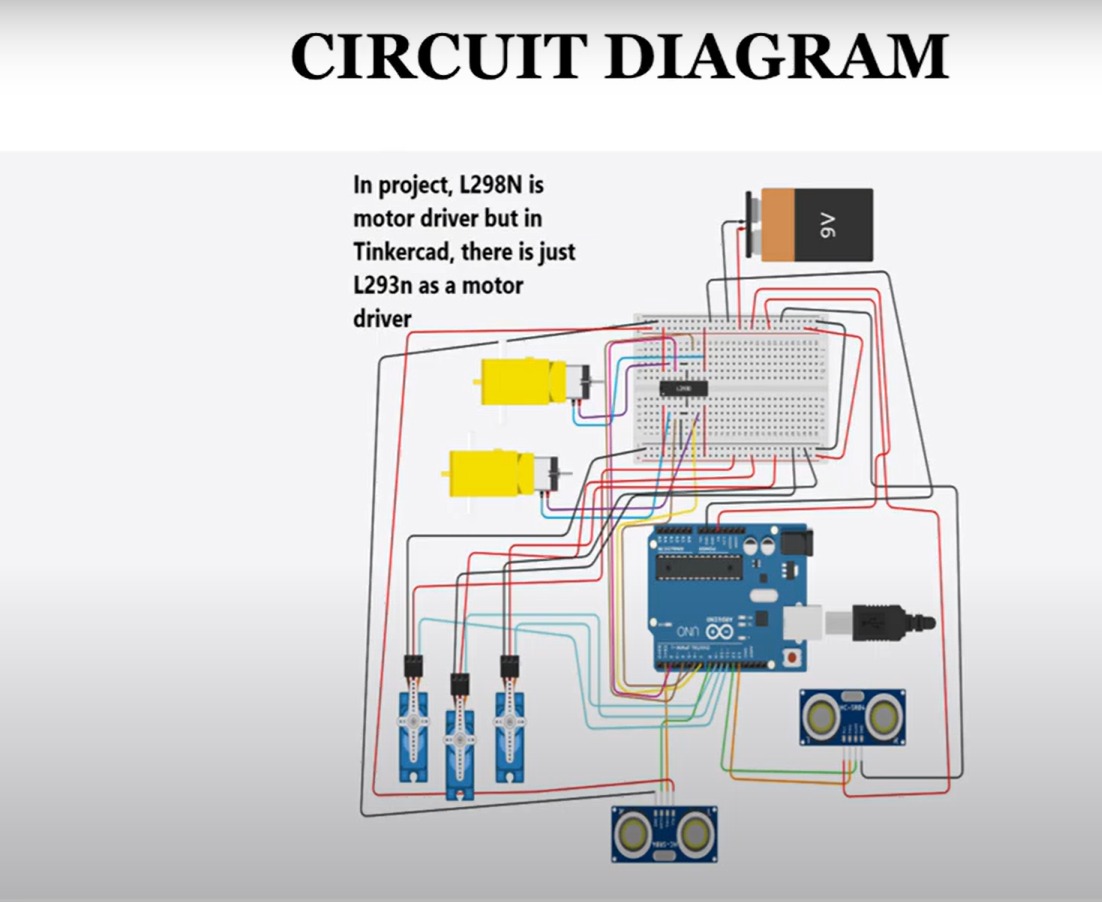 CIRCUIT DIAGRAM
In project, L298N is
motor driver but in
Tinkercad, there is just
L293n as a motor
driver
9V
UNO
HC-SR04
HC-SR04